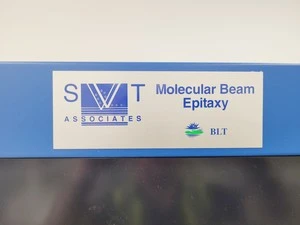 SVT
ASSOCIATES
Molecular Beam
Epitaxy
BLT